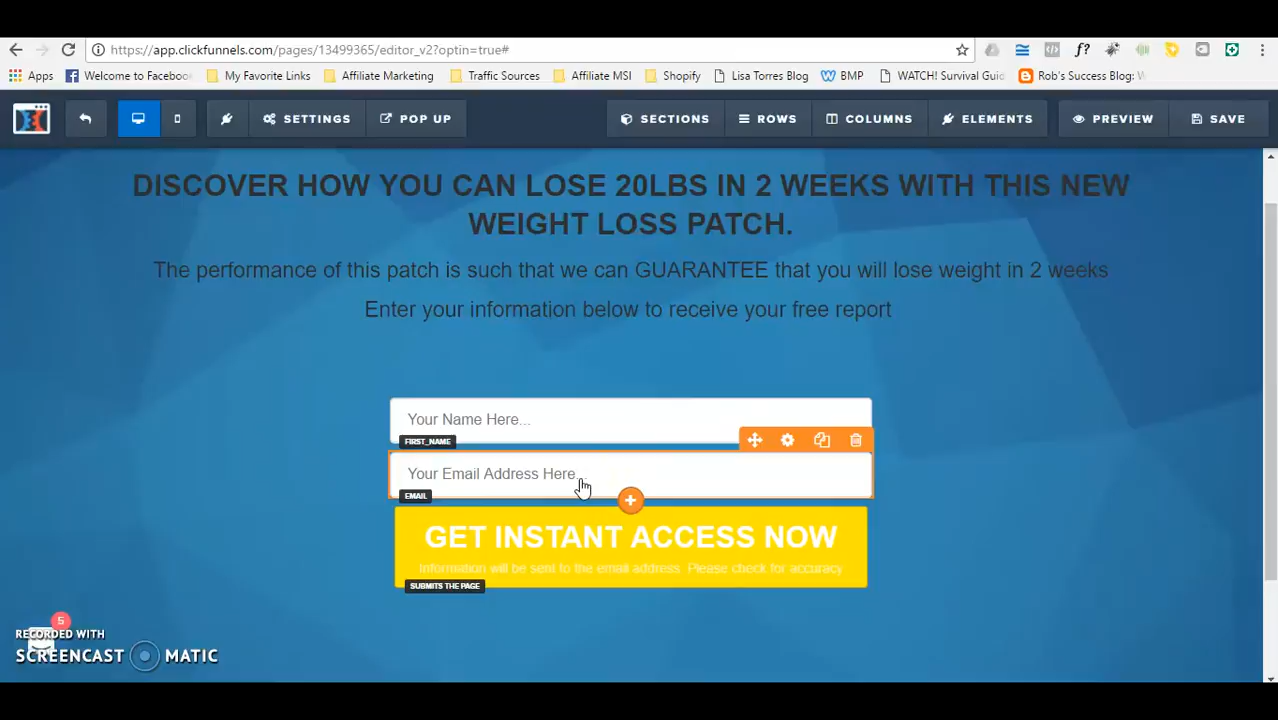 https://app.clickfunnels.com/pages/13499365/editor_v2?optin=true#
Apps Welcome to Faceboo My Favorite Links Affiliate Marketing Traffic Sources Affiliate MSI Shopify Lisa Torres Blog BMP WATCH! Survival Guid Rob's Success Blog: W
SETTINGS POP UP SECTIONS ROWS COLUMNS ELEMENTS PREVIEW SAVE
DISCOVER HOW YOU CAN LOSE 20LBS IN 2 WEEKS WITH THIS NEW
WEIGHT LOSS PATCH.
The performance of this patch is such that we can GUARANTEE that you will lose weight in 2 weeks
Enter your information below to receive your free report
Your Name Here...
FIRST_NAME
Your Email Address Here...
EMAIL
GET INSTANT ACCESS NOW
Information will be sent to the email address. Please check for accuracy
SUBMITS THE PAGE
5
RECORDED WITH
SCREENCAST MATIC